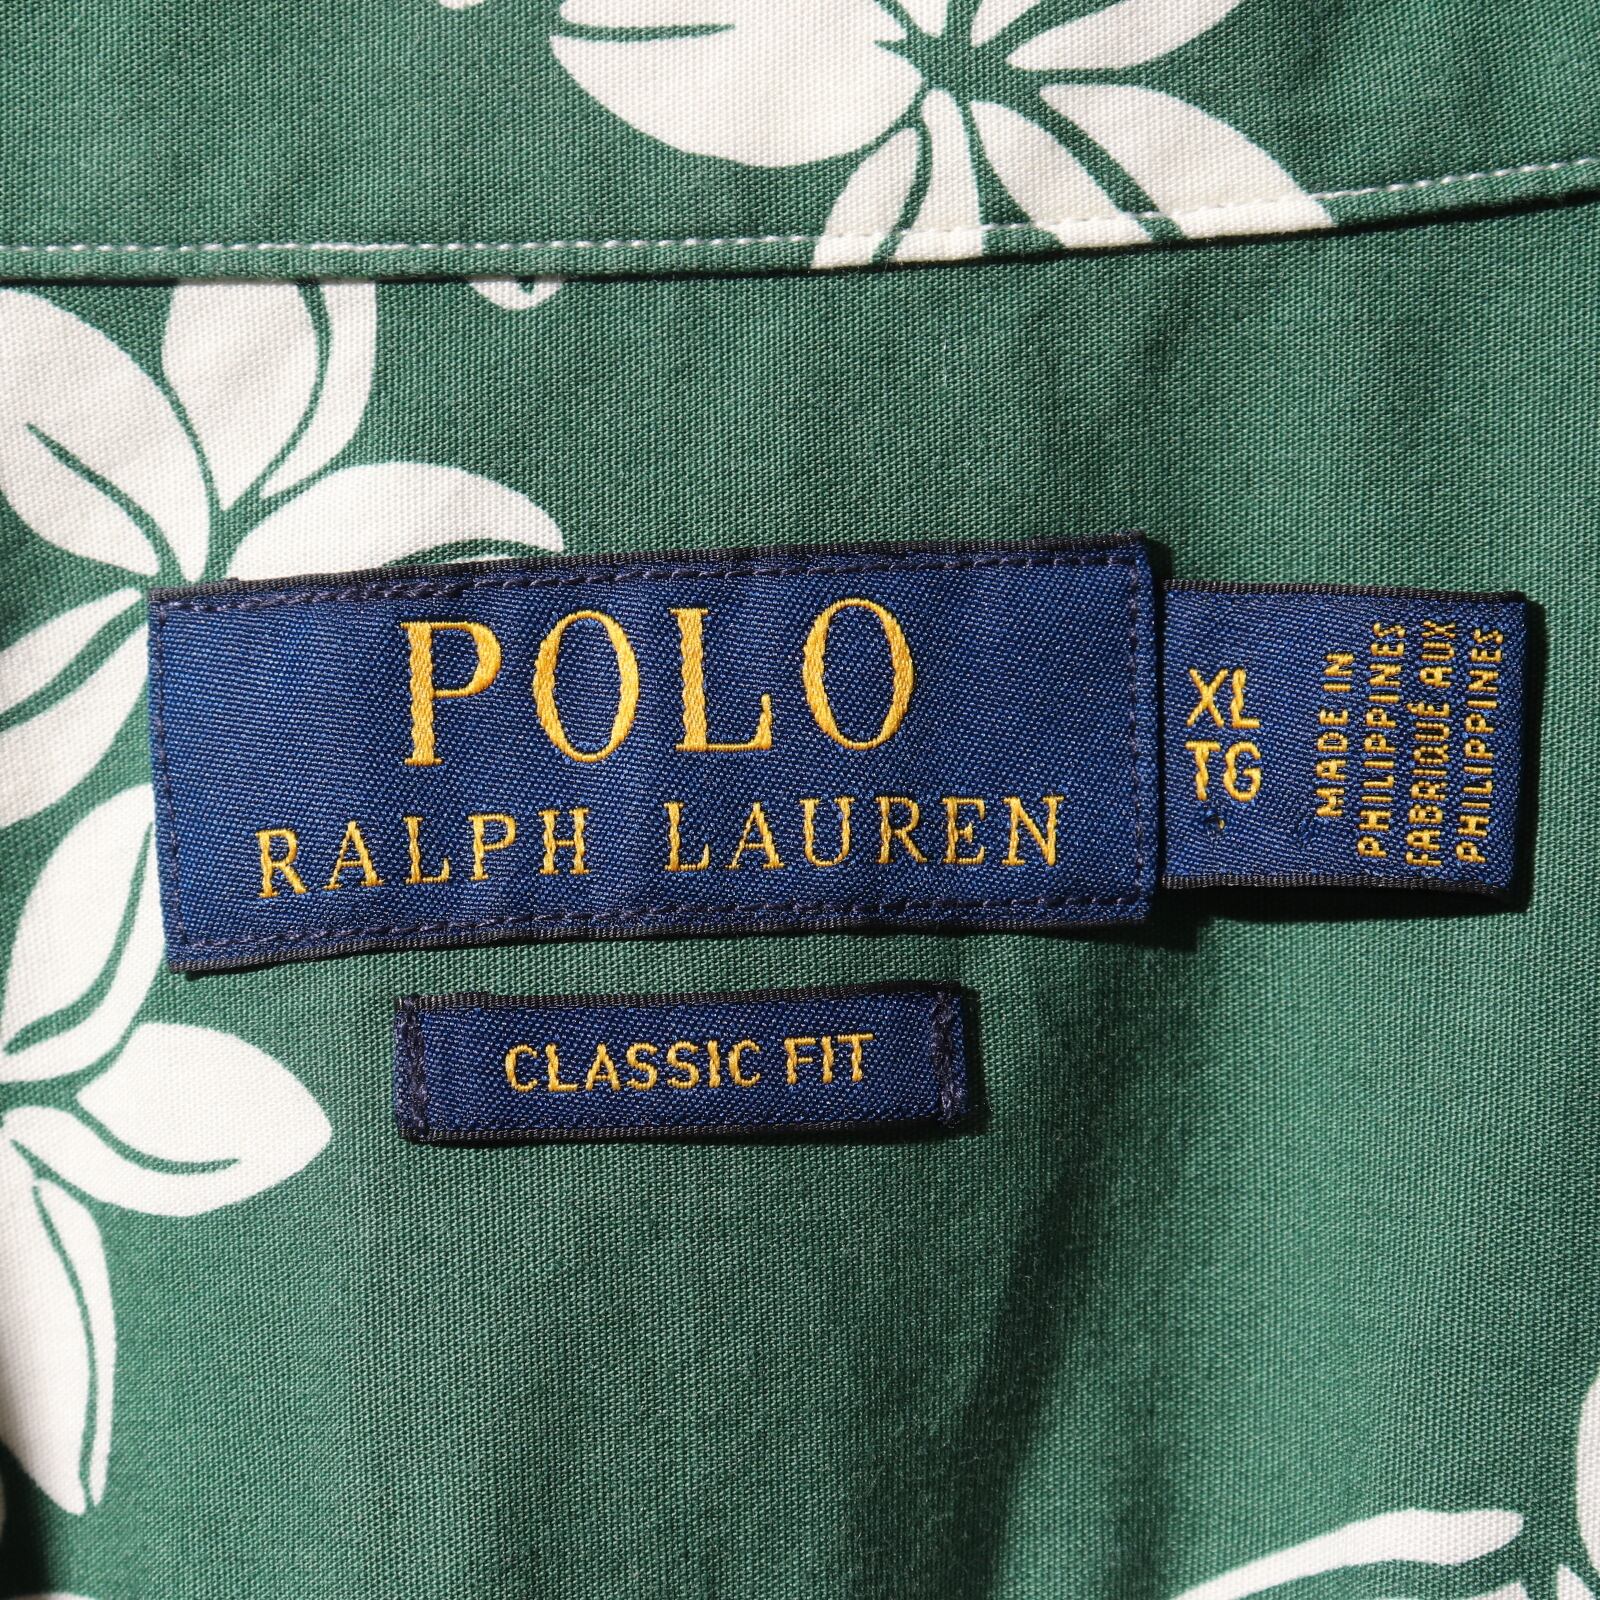 POLO
RALPH LAUREN
XL
TG
MADE IN
PHILIPPINES
FABRIQUÉ AUX
PHILIPPINES
CLASSIC FIT